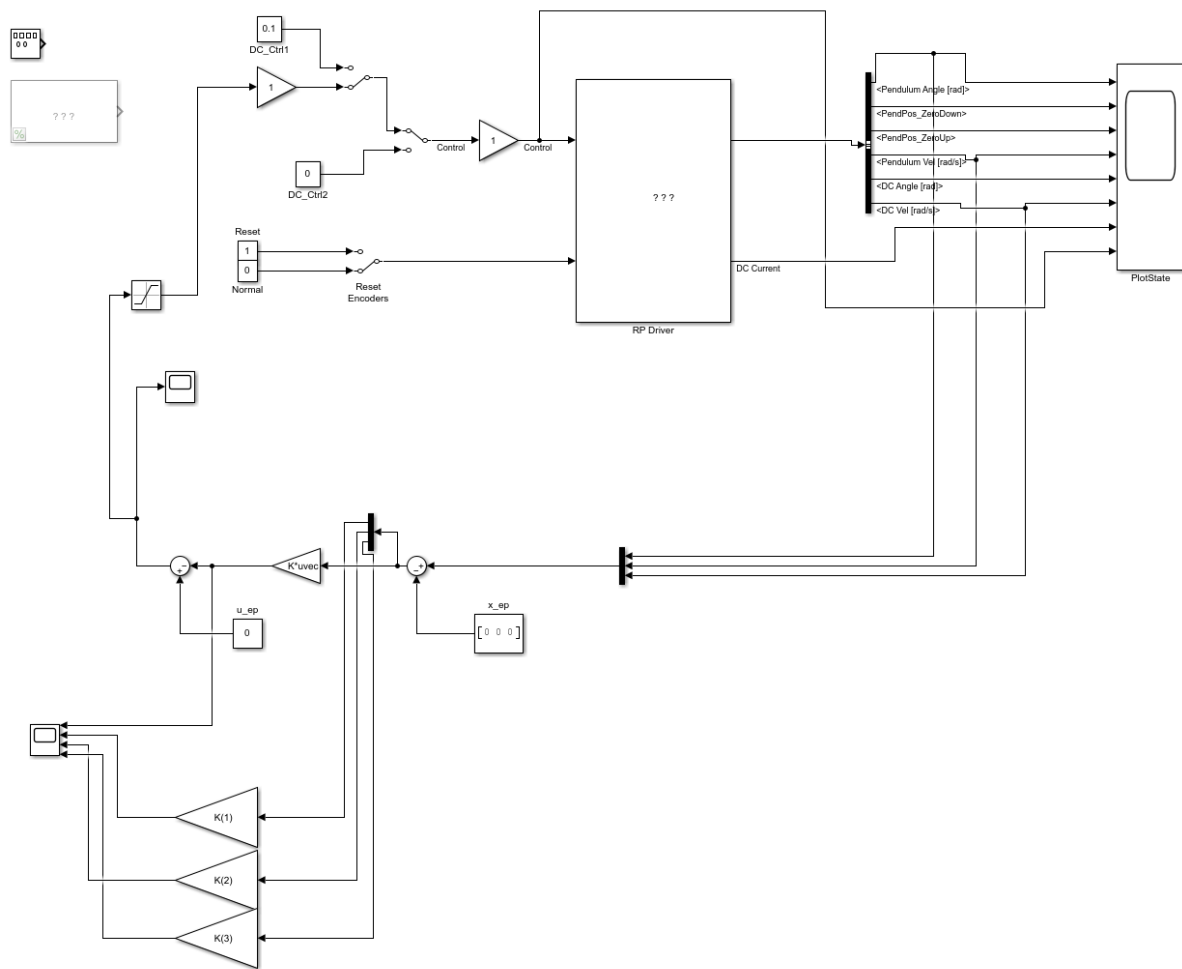 0.1
DC_Ctrl1
1
? ? ?
0
DC_Ctrl2
Control
1
Control
? ? ?
RP Driver
<Pendulum Angle [rad]>
<PendPos_ZeroDown>
<PendPos_ZeroUp>
<Pendulum Vel [rad/s]>
<DC Angle [rad]>
<DC Vel [rad/s]>
DC Current
PlotState
Reset
1
0
Normal
Reset
Encoders
K*uvec
u_ep
0
x_ep
[ 0 0 0 ]
K(1)
K(2)
K(3)